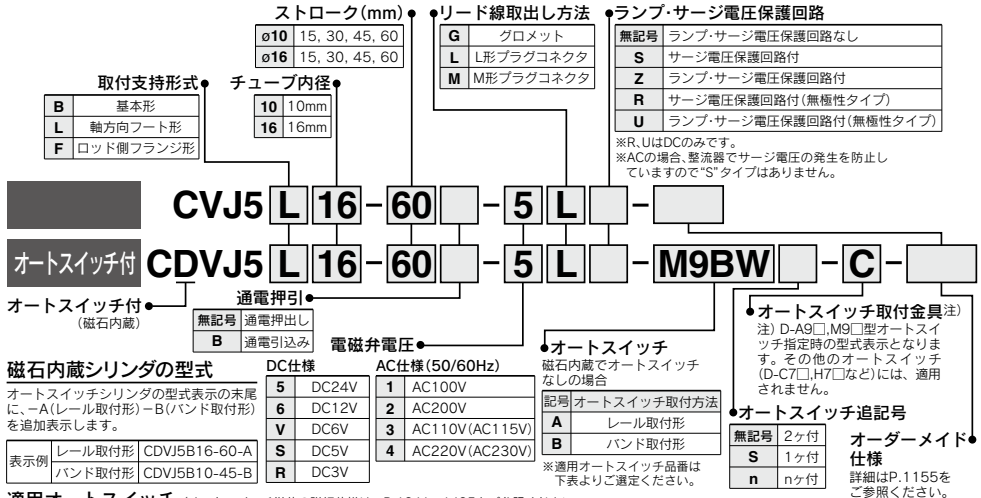 ストローク(mm)
ø10 15, 30, 45, 60
ø16 15, 30, 45, 60
リード線取出し方法
G グロメット
L L形プラグコネクタ
M M形プラグコネクタ
ランプ・サージ電圧保護回路
無記号 ランプ・サージ電圧保護回路なし
S サージ電圧保護回路付
Z ランプ・サージ電圧保護回路付
R サージ電圧保護回路付(無極性タイプ)
U ランプ・サージ電圧保護回路付(無極性タイプ)
※R、UはDCのみです。
※ACの場合、整流器でサージ電圧の発生を防止し
ていますので“S”タイプはありません。
取付支持形式
B 基本形
L 軸方向フート形
F ロッド側フランジ形
チューブ内径
10 10mm
16 16mm
CVJ5 L 16 - 60 - 5 L -
オートスイッチ付 CDVJ5 L 16 - 60 - 5 L - M9BW - C -
オートスイッチ付
(磁石内蔵)
通電押引
無記号 通電押出し
B 通電引込み
電磁弁電圧
DC仕様
5 DC24V
6 DC12V
V DC6V
S DC5V
R DC3V
AC仕様(50/60Hz)
1 AC100V
2 AC200V
3 AC110V(AC115V)
4 AC220V(AC230V)
磁石内蔵シリンダの型式
オートスイッチシリンダの型式表示の末尾
に、−A(レール取付形)−B(バンド取付形)
を追加表示します。
表示例 レール取付形 CDVJ5B16-60-A
バンド取付形 CDVJ5B10-45-B
オートスイッチ
磁石内蔵でオートスイッチ
なしの場合
記号 オートスイッチ取付方法
A レール取付形
B バンド取付形
※適用オートスイッチ品番は
下表よりご選定ください。
オートスイッチ取付金具注)
注) D-A9□,M9□型オートスイ
ッチ指定時の型式表示となりま
す。その他のオートスイッチ
(D-C7□,H7□など)には、適用
されません。
オートスイッチ追記号
無記号 2ヶ付
S 1ヶ付
n nヶ付
オーダーメイド
仕様
詳細はP.1155を
ご参照ください。